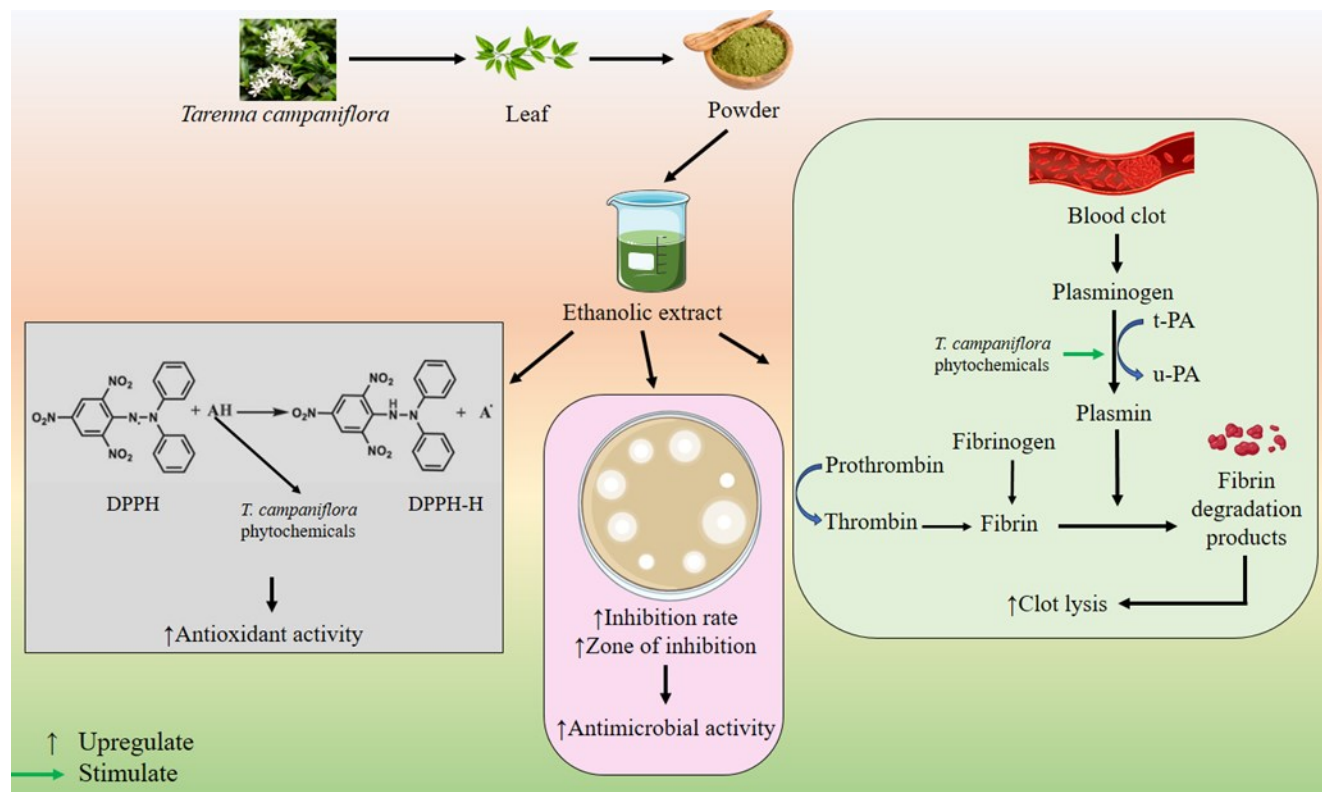 Tarenna campaniflora
Leaf
Powder
Ethanolic extract
NO₂
O₂N
N
N
NO₂
+ AH
DPPH
NO₂
O₂N
H
N
N
NO₂
+ A•
DPPH-H
T. campaniflora
phytochemicals
↑Antioxidant activity
↑Inhibition rate
↑Zone of inhibition
↑Antimicrobial activity
Blood clot
Plasminogen
t-PA
T. campaniflora
phytochemicals
u-PA
Plasmin
Fibrinogen
Prothrombin
Thrombin
Fibrin
Fibrin
degradation
products
↑Clot lysis
↑ Upregulate
Stimulate